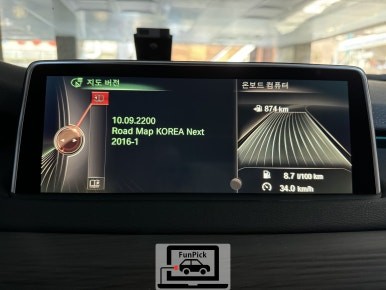 지도 버전
10.09.2200
Road Map KOREA Next
2016-1
온보드 컴퓨터
874 km
8.7 l/100 km
34.0 km/h
FunPick